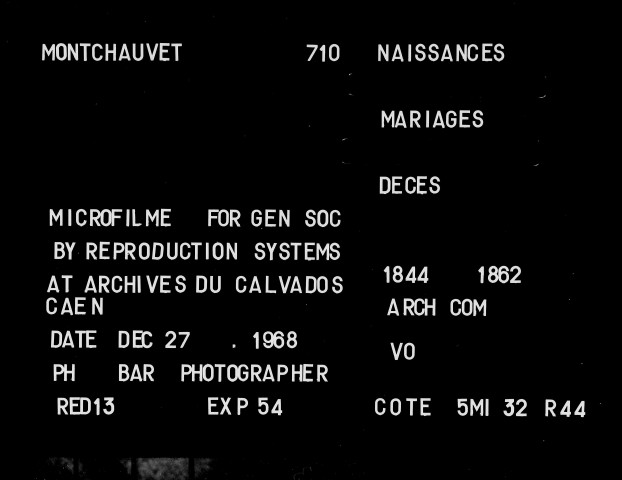 MONTCHAUVET 710
NAISSANCES
MARIAGES
DECES
MICROFILME FOR GEN SOC
BY REPRODUCTION SYSTEMS
AT ARCHIVES DU CALVADOS
CAEN
DATE DEC 27 . 1968
PH BAR PHOTOGRAPHER
RED13 EXP 54
1844 1862
ARCH COM
VO
COTE 5MI 32 R44